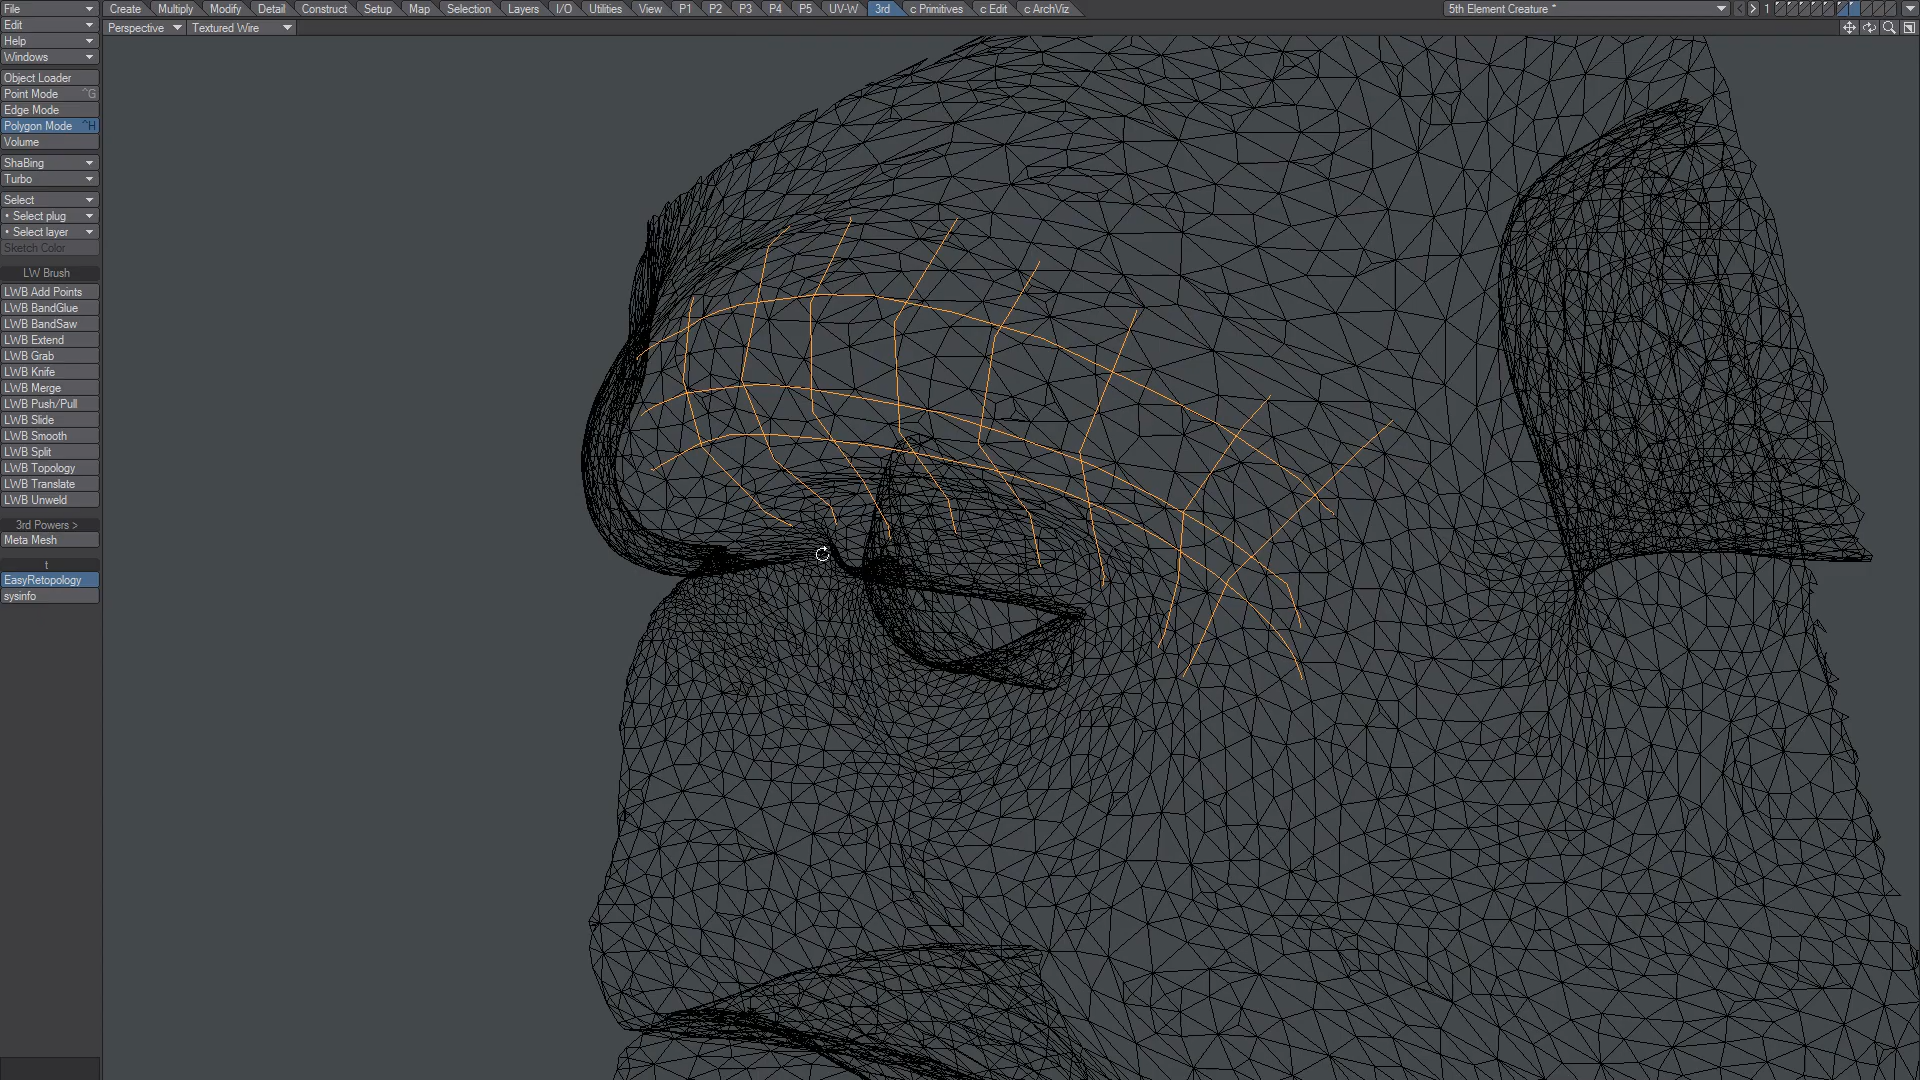 File Create Multiply Modify Detail Construct Setup Map Selection Layers I/O Utilities View P1 P2 P3 P4 P5 UV-W 3rd c Primitives c Edit c ArchViz 5th Element Creature * < > 1
Edit Perspective Textured Wire
Help
Windows
Object Loader
Point Mode ^G
Edge Mode
Polygon Mode ^H
Volume
ShaBing
Turbo
Select
• Select plug
• Select layer
Sketch Color
LW Brush
LWB Add Points
LWB BandGlue
LWB BandSaw
LWB Extend
LWB Grab
LWB Knife
LWB Merge
LWB Push/Pull
LWB Slide
LWB Smooth
LWB Split
LWB Topology
LWB Translate
LWB Unweld
3rd Powers >
Meta Mesh
t
EasyRetopology
sysinfo